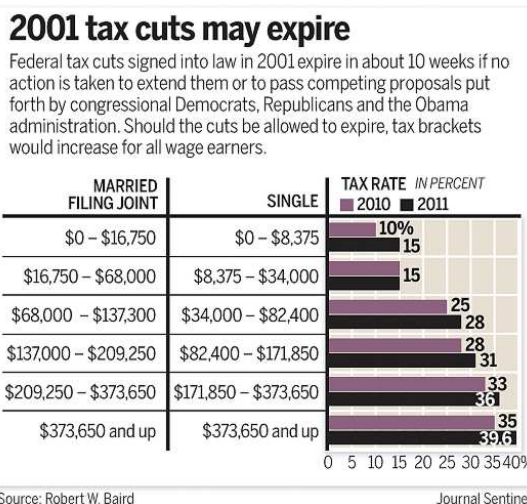 2001 tax cuts may expire
Federal tax cuts signed into law in 2001 expire in about 10 weeks if no
action is taken to extend them or to pass competing proposals put
forth by congressional Democrats, Republicans and the Obama
administration. Should the cuts be allowed to expire, tax brackets
would increase for all wage earners.
MARRIED
FILING JOINT
SINGLE
TAX RATE IN PERCENT
2010 2011
$0 – $16,750 $0 – $8,375 10%
15
$16,750 – $68,000 $8,375 – $34,000 15
$68,000 – $137,300 $34,000 – $82,400 25
28
$137,000 – $209,250 $82,400 – $171,850 28
31
$209,250 – $373,650 $171,850 – $373,650 33
36
$373,650 and up $373,650 and up 35
39.6
0 5 10 15 20 25 30 35 40%
Source: Robert W. Baird Journal Sentine